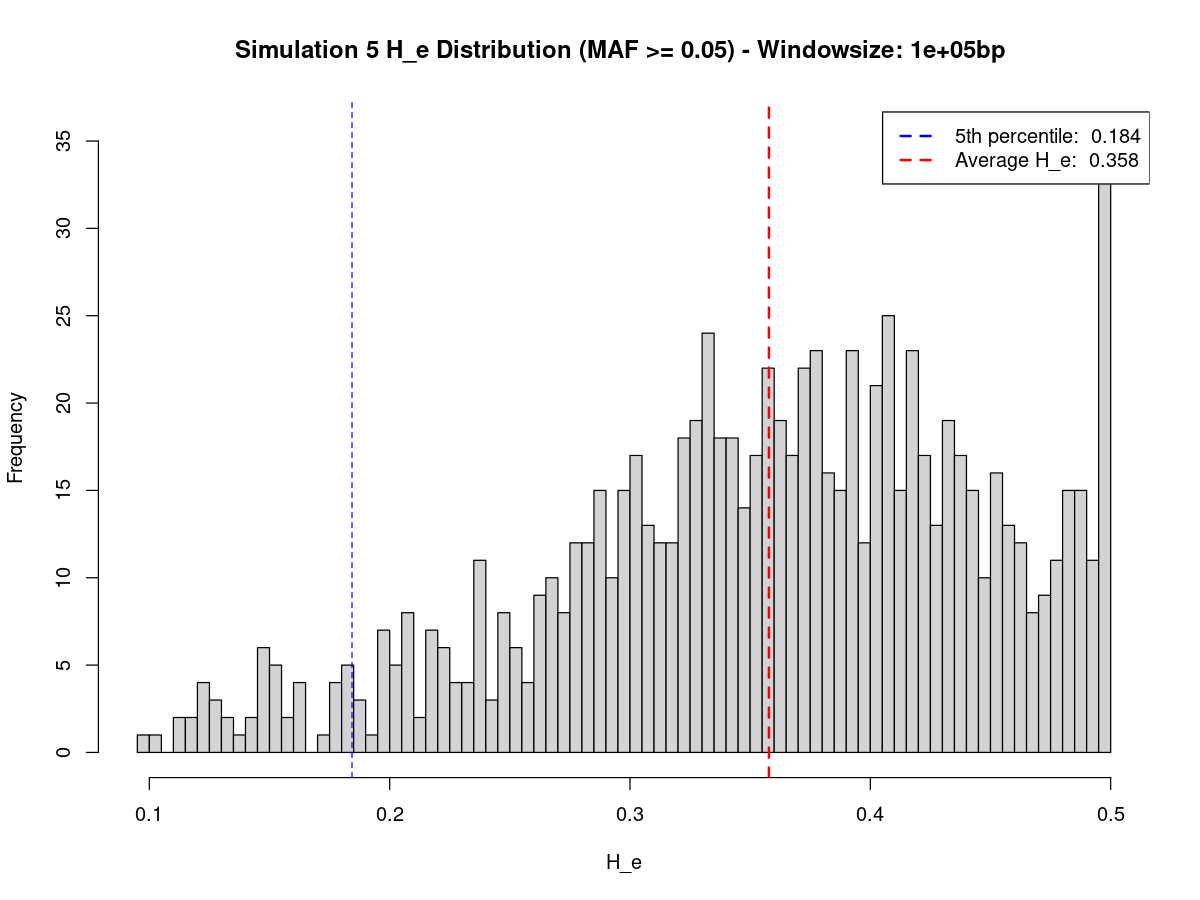 Simulation 5 H_e Distribution (MAF >= 0.05) - Windowsize: 1e+05bp
5th percentile: 0.184
Average H_e: 0.358
Frequency
35
30
25
20
15
10
5
0
0.1 0.2 0.3 0.4 0.5
H_e